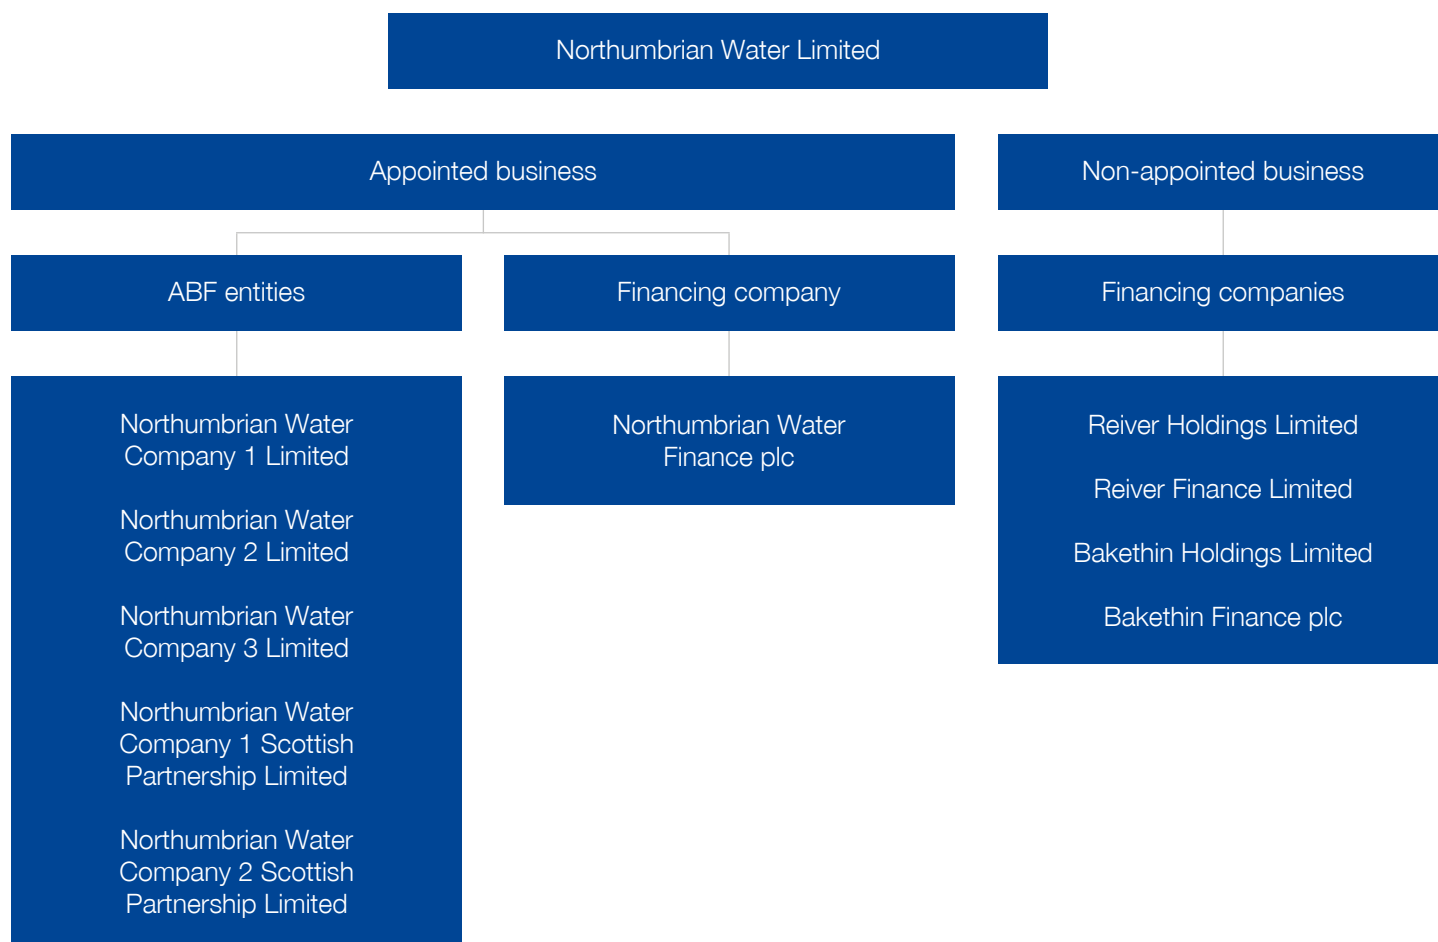 Northumbrian Water Limited
Appointed business
Non-appointed business
ABF entities
Financing company
Financing companies
Northumbrian Water
Company 1 Limited
Northumbrian Water
Company 2 Limited
Northumbrian Water
Company 3 Limited
Northumbrian Water
Company 1 Scottish
Partnership Limited
Northumbrian Water
Company 2 Scottish
Partnership Limited
Northumbrian Water
Finance plc
Reiver Holdings Limited
Reiver Finance Limited
Bakethin Holdings Limited
Bakethin Finance plc